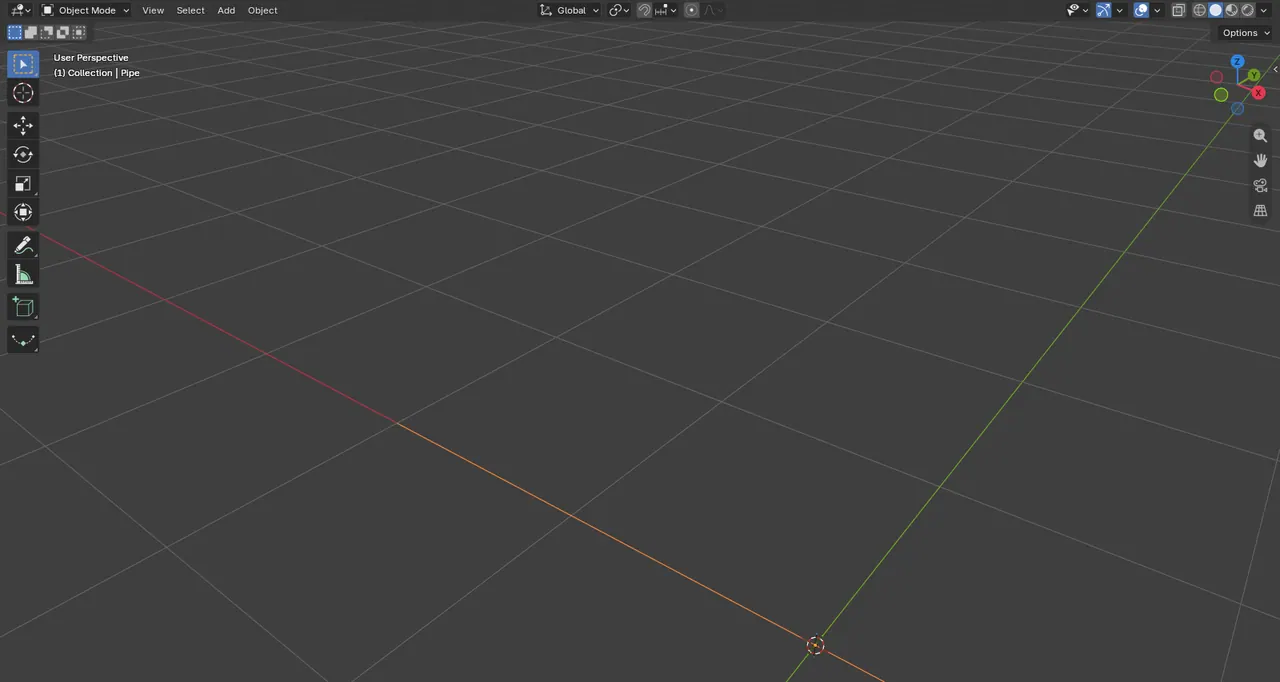 Object Mode View Select Add Object Global
Options
User Perspective
(1) Collection | Pipe
Z
Y
X